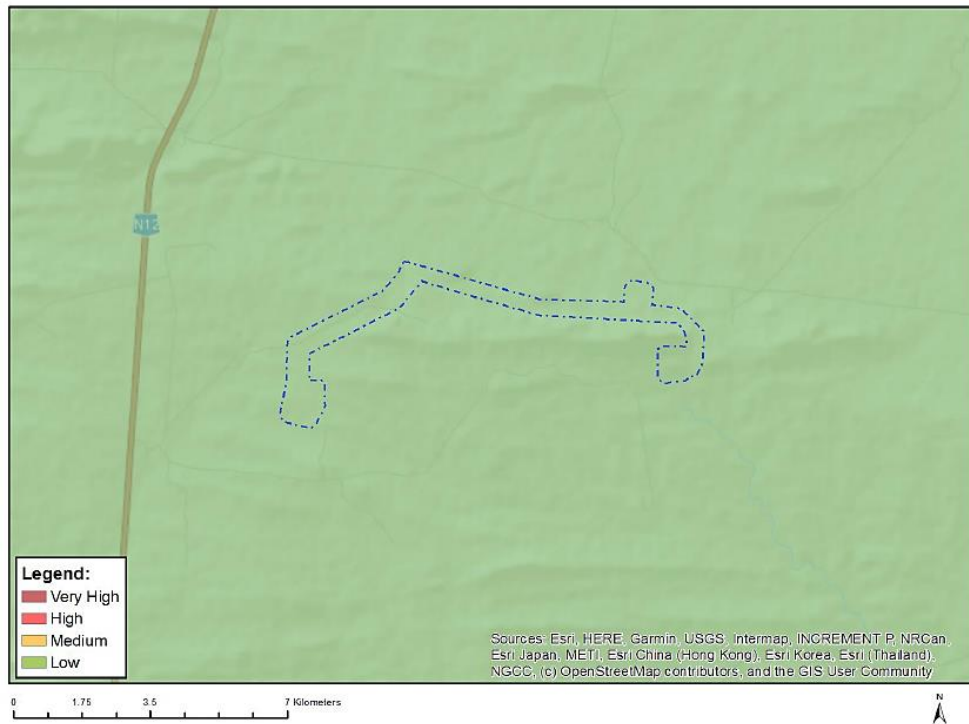 N12
Legend:
Very High
High
Medium
Low
Sources: Esri, HERE, Garmin, USGS, Intermap, INCREMENT P, NRCan,
Esri Japan, METI, Esri China (Hong Kong), Esri Korea, Esri (Thailand),
NGCC, (c) OpenStreetMap contributors, and the GIS User Community
0 1.75 3.5 7 Kilometers
N